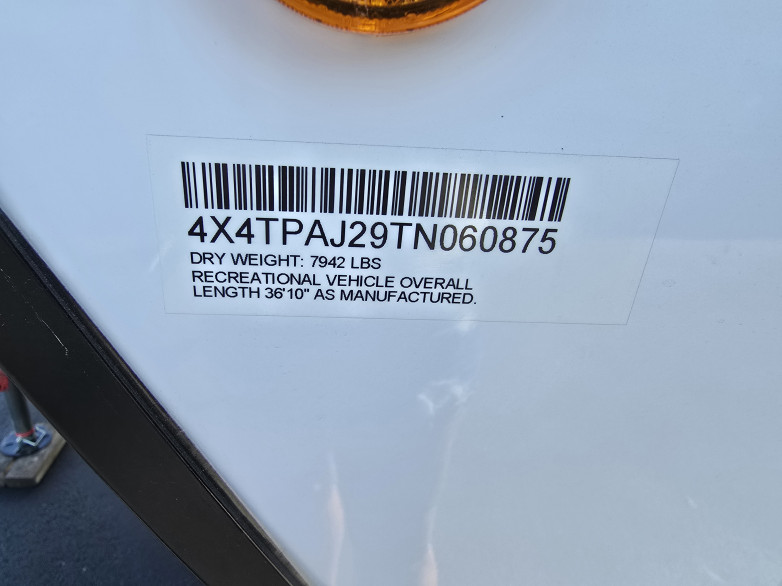 4X4TPAJ29TN060875
DRY WEIGHT: 7942 LBS
RECREATIONAL VEHICLE OVERALL
LENGTH 36'10" AS MANUFACTURED.